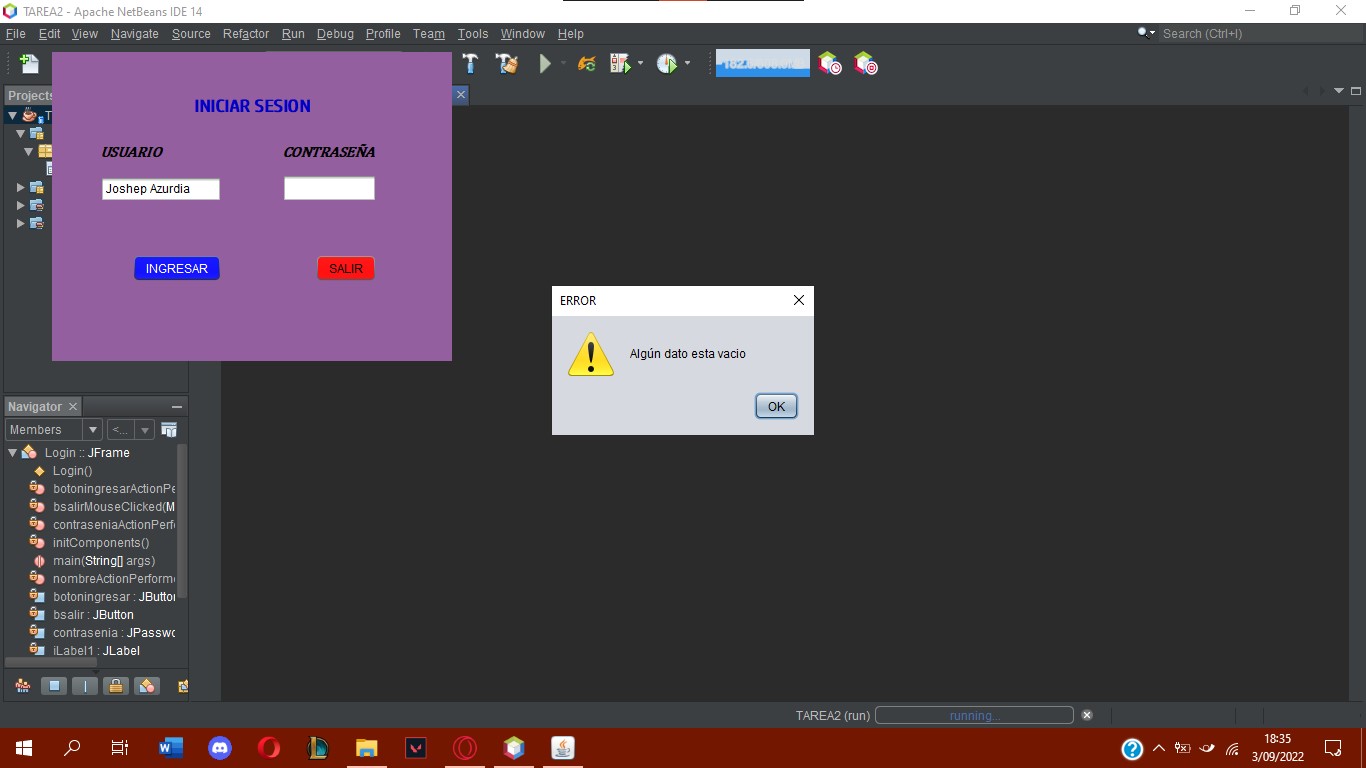 TAREA2 - Apache NetBeans IDE 14
File Edit View Navigate Source Refactor Run Debug Profile Team Tools Window Help
Search (Ctrl+I)
Projects
INICIAR SESION
USUARIO CONTRASEÑA
Joshep Azurdia
INGRESAR SALIR
ERROR
Algún dato esta vacio
OK
Navigator
Members <...
Login :: JFrame
Login()
botoningresarActionPe
bsalirMouseClicked(M
contraseniaActionPerf
initComponents()
main(String[] args)
nombreActionPerform
botoningresar : JButton
bsalir : JButton
contrasenia : JPasswo
jLabel1 : JLabel
TAREA2 (run) running...
18:35
3/09/2022